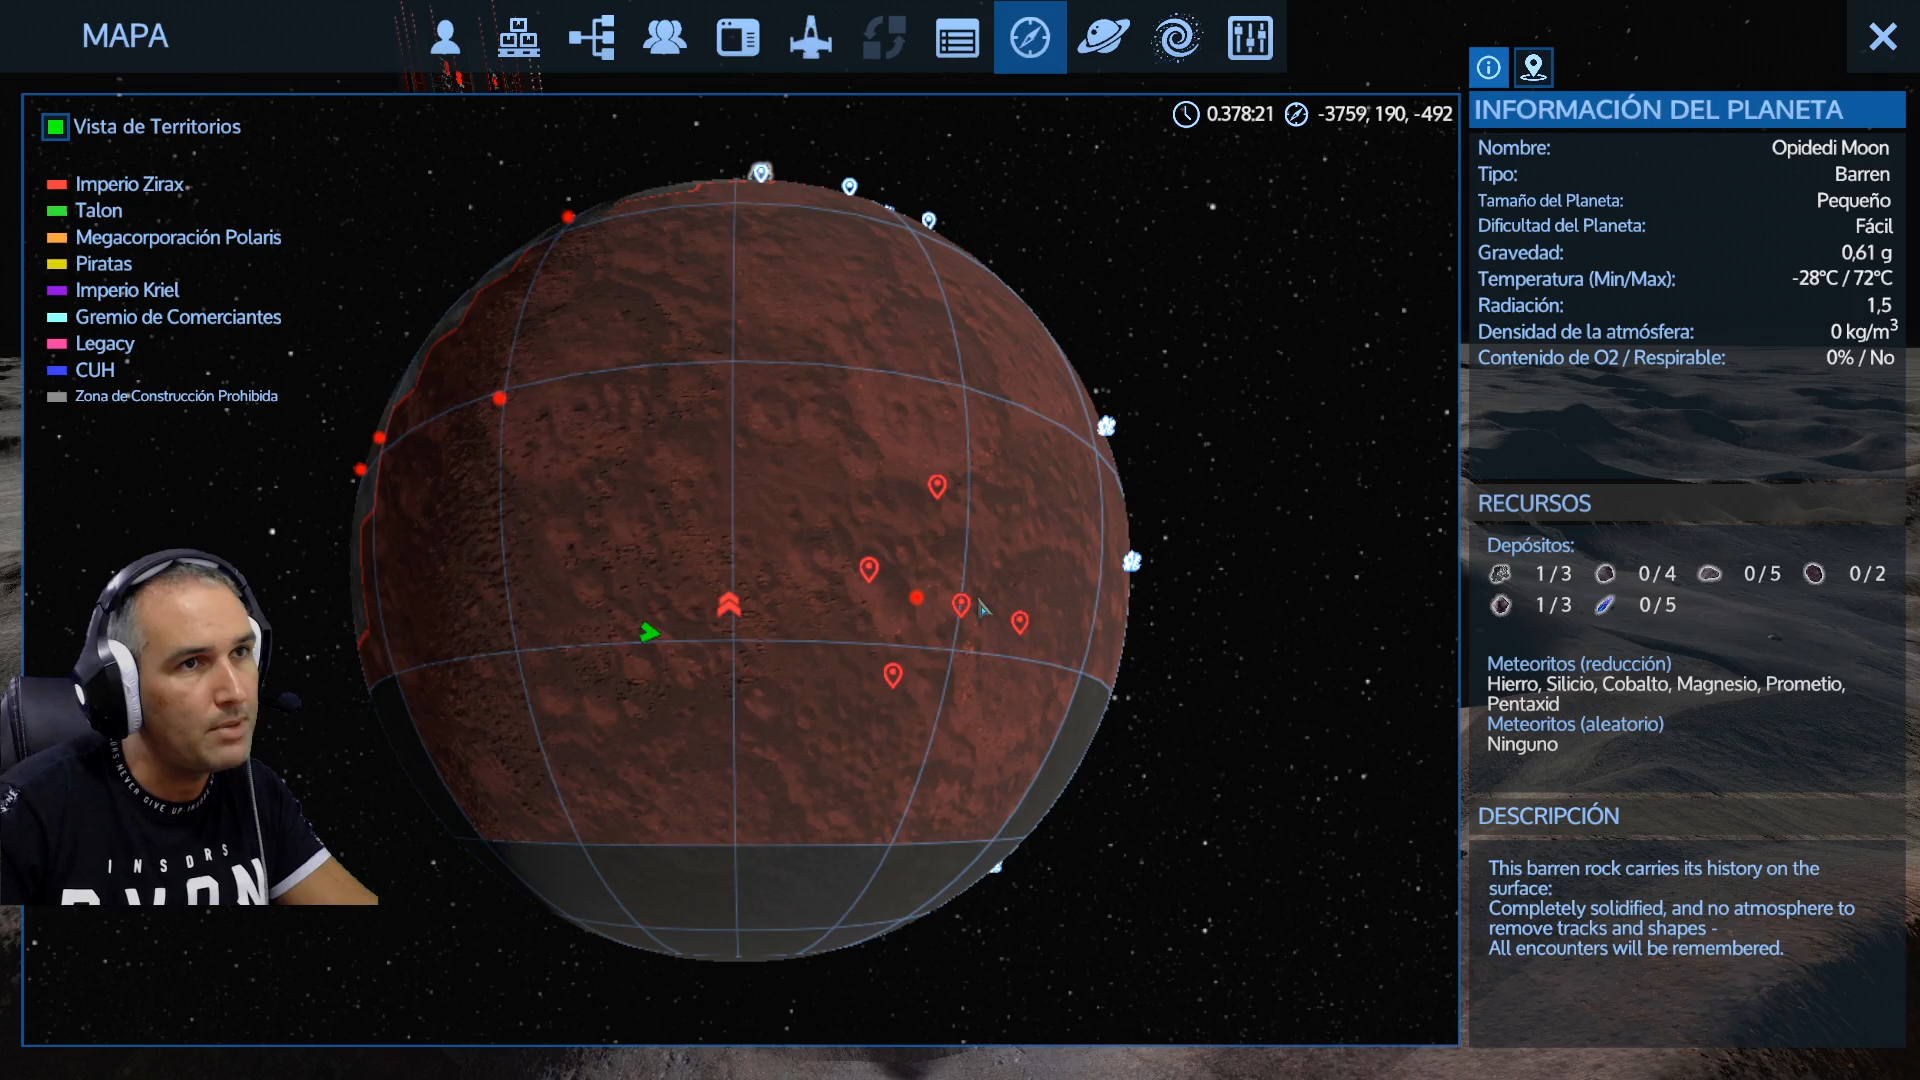 MAPA
Vista de Territorios
Imperio Zirax
Talon
Megacorporación Polaris
Piratas
Imperio Kriel
Gremio de Comerciantes
Legacy
CUH
Zona de Construcción Prohibida
0.378:21
-3759, 190, -492
INFORMACIÓN DEL PLANETA
Nombre: Opidedi Moon
Tipo: Barren
Tamaño del Planeta: Pequeño
Dificultad del Planeta: Fácil
Gravedad: 0,61 g
Temperatura (Min/Max): -28°C / 72°C
Radiación: 1,5
Densidad de la atmósfera: 0 kg/m³
Contenido de O2 / Respirable: 0% / No
RECURSOS
Depósitos:
1 / 3 0 / 4 0 / 5 0 / 2
1 / 3 0 / 5
Meteoritos (reducción)
Hierro, Silicio, Cobalto, Magnesio, Prometio,
Pentaxid
Meteoritos (aleatorio)
Ninguno
DESCRIPCIÓN
This barren rock carries its history on the
surface:
Completely solidified, and no atmosphere to
remove tracks and shapes -
All encounters will be remembered.
NEVER GIVE UP
INSDRS